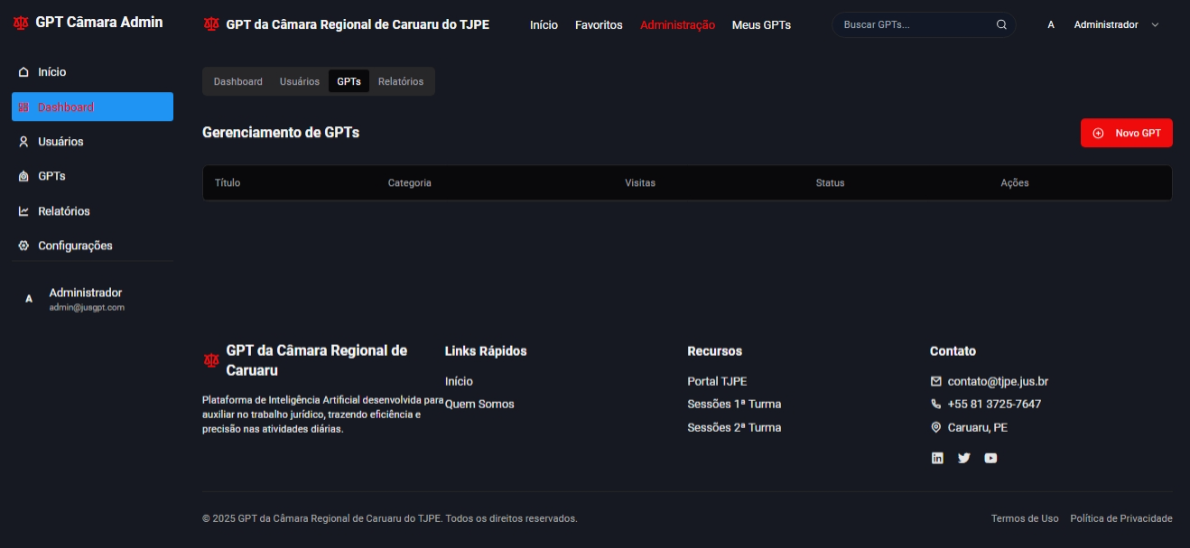 GPT Câmara Admin
Início
Dashboard
Usuários
GPTs
Relatórios
Configurações
A
Administrador
admin@jusgpt.com
GPT da Câmara Regional de Caruaru do TJPE
Início
Favoritos
Administração
Meus GPTs
Buscar GPTs...
A
Administrador
Dashboard
Usuários
GPTs
Relatórios
Gerenciamento de GPTs
Novo GPT
Título
Categoria
Visitas
Status
Ações
GPT da Câmara Regional de
Caruaru
Plataforma de Inteligência Artificial desenvolvida para
auxiliar no trabalho jurídico, trazendo eficiência e
precisão nas atividades diárias.
Links Rápidos
Início
Quem Somos
Recursos
Portal TJPE
Sessões 1ª Turma
Sessões 2ª Turma
Contato
contato@tjpe.jus.br
+55 81 3725-7647
Caruaru, PE
© 2025 GPT da Câmara Regional de Caruaru do TJPE. Todos os direitos reservados.
Termos de Uso
Política de Privacidade